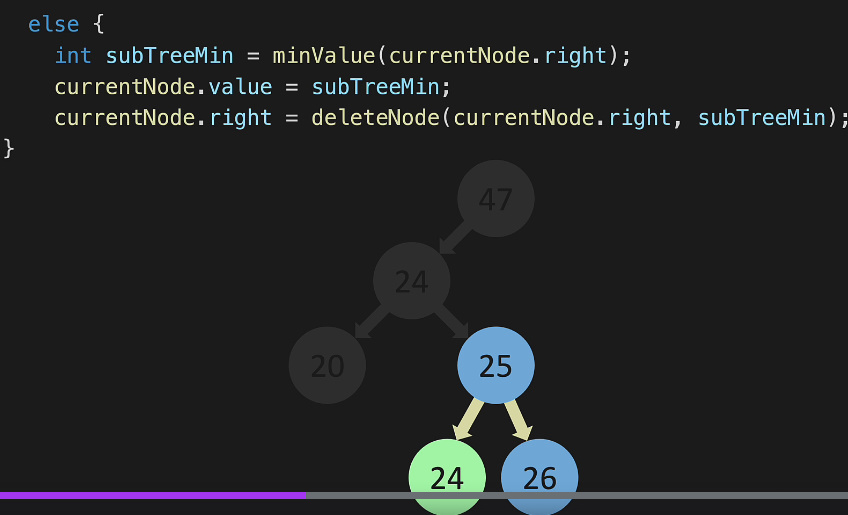 else {
int subTreeMin = minValue(currentNode.right);
currentNode.value = subTreeMin;
currentNode.right = deleteNode(currentNode.right, subTreeMin);
}
47
24
20
25
24
26